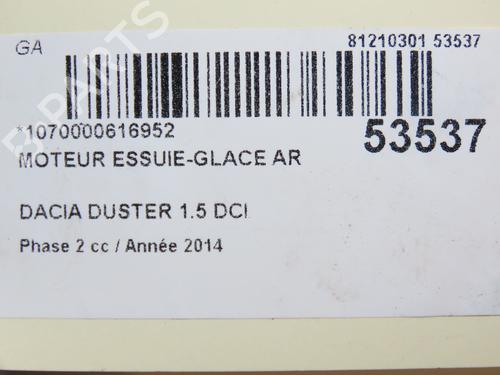 GA
81210301 53537
*1070000616952
53537
MOTEUR ESSUIE-GLACE AR
DACIA DUSTER 1.5 DCI
Phase 2 cc / Année 2014
B-PARTS